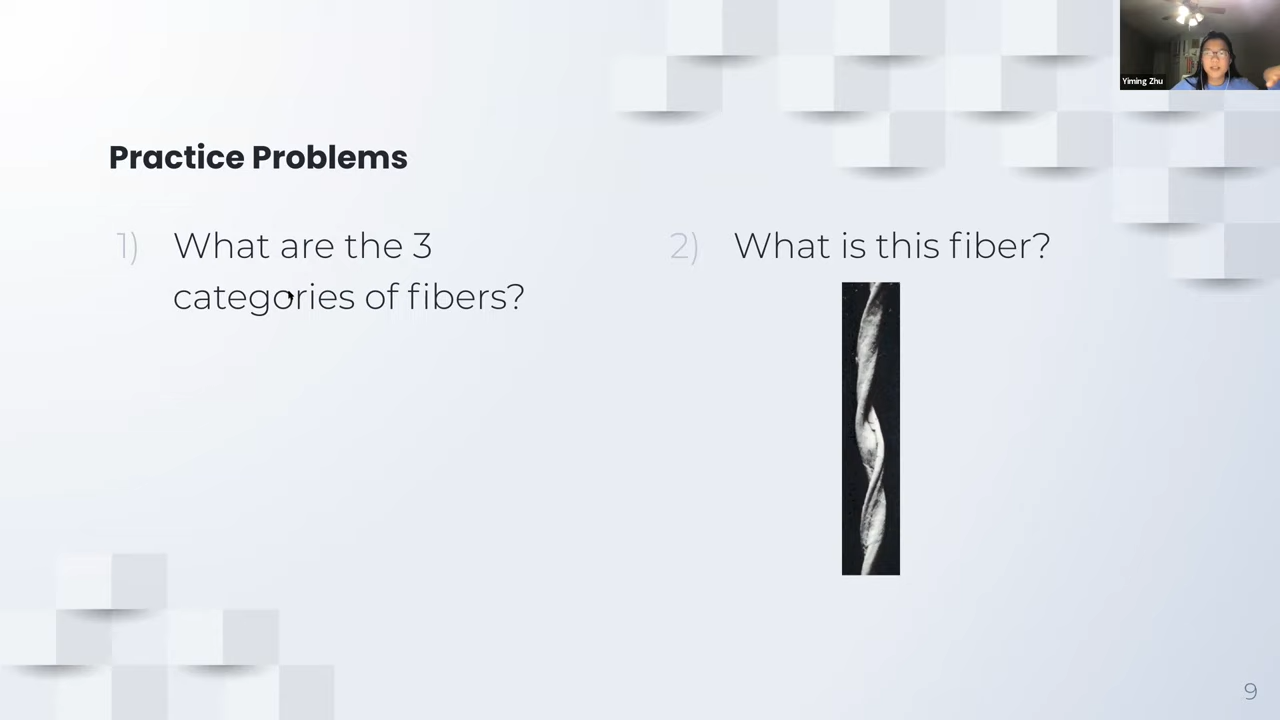 Yiming Zhu
Practice Problems
1) What are the 3
categories of fibers?
2) What is this fiber?
9